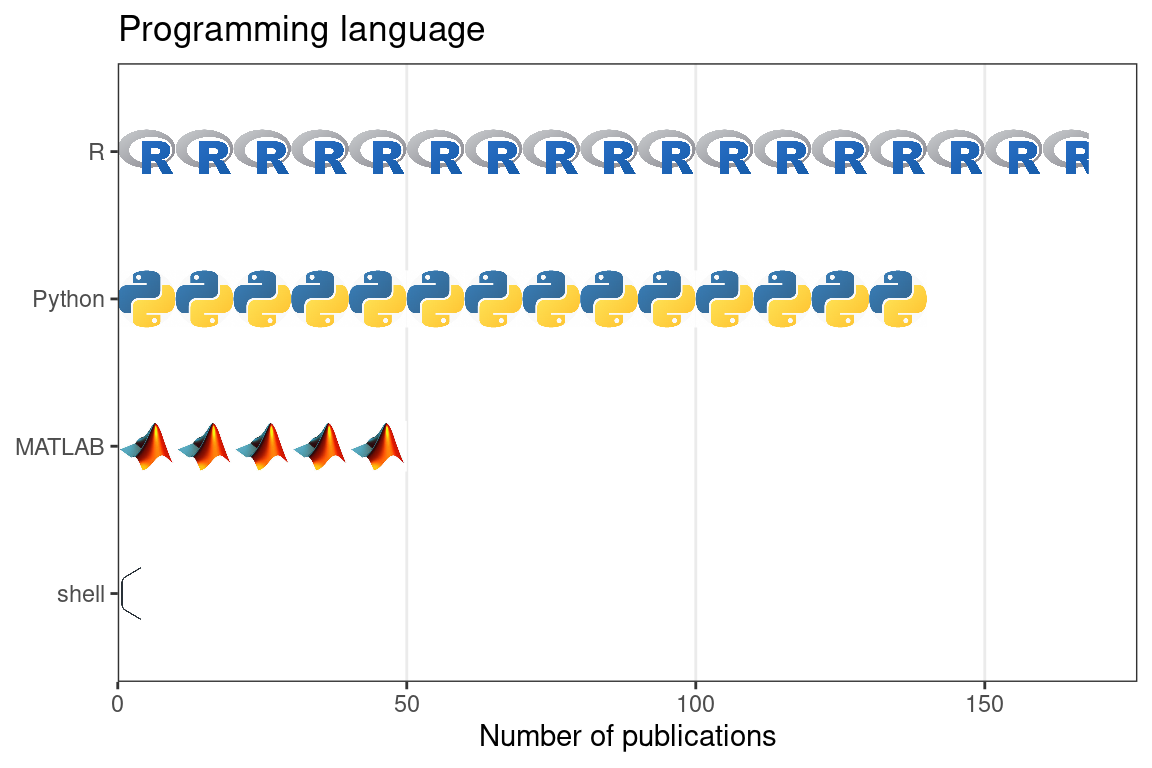 Programming language
R
R R R R R R R R R R R R R R R R R
Python
MATLAB
shell
0 50 100 150
Number of publications